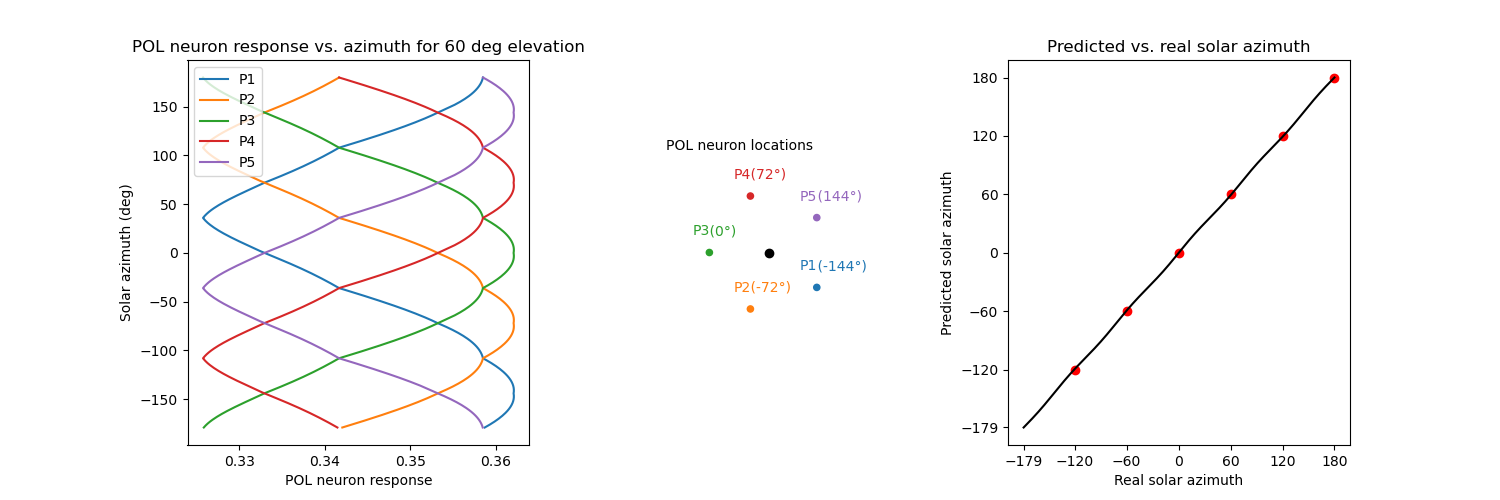 POL neuron response vs. azimuth for 60 deg elevation
P1
P2
P3
P4
P5
150
100
50
0
−50
−100
−150
Solar azimuth (deg)
0.33 0.34 0.35 0.36
POL neuron response
POL neuron locations
P4(72°)
P5(144°)
P3(0°)
P1(-144°)
P2(-72°)
Predicted vs. real solar azimuth
180
120
60
0
−60
−120
−179
Predicted solar azimuth
−179 −120 −60 0 60 120 180
Real solar azimuth